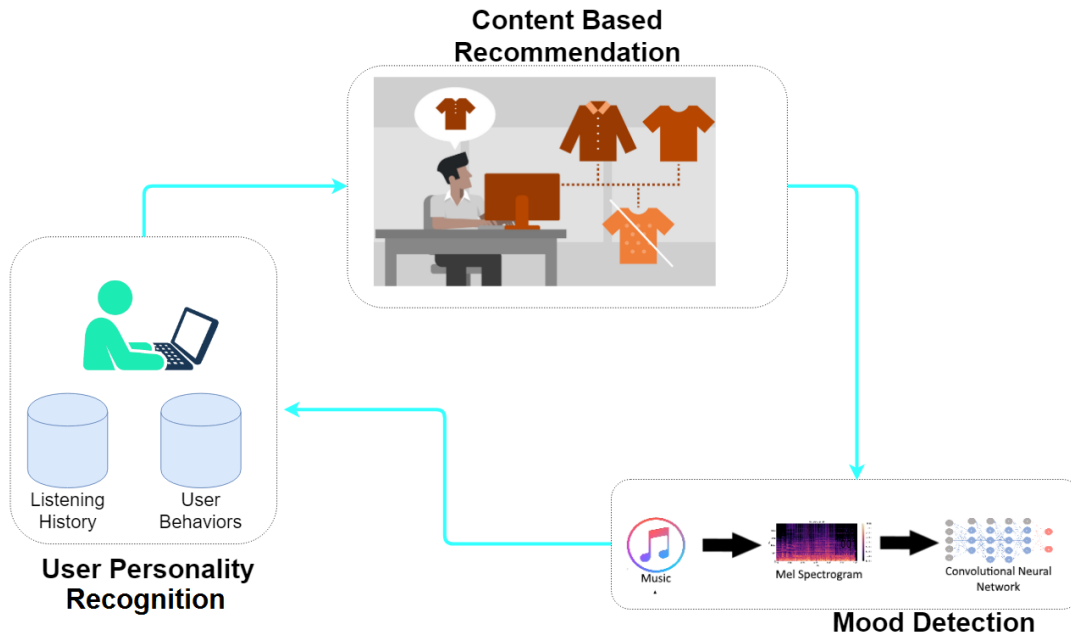 Content Based
Recommendation
Listening
History
User
Behaviors
User Personality
Recognition
Music
Mel Spectrogram
Convolutional Neural
Network
Mood Detection